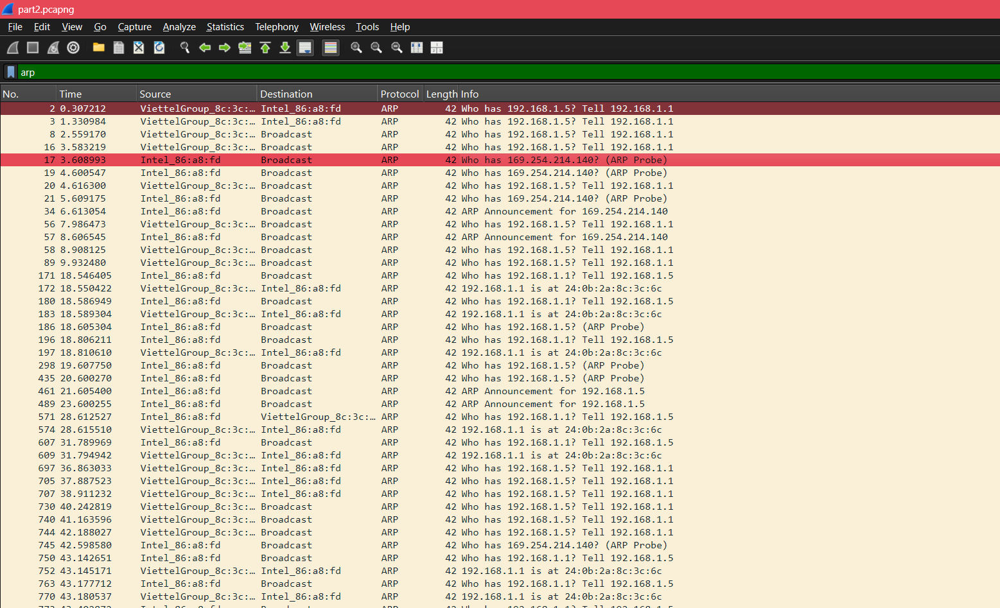 part2.pcapng
File Edit View Go Capture Analyze Statistics Telephony Wireless Tools Help
arp
No. Time Source Destination Protocol Length Info
2 0.307212 ViettelGroup_8c:3c:… Intel_86:a8:fd ARP 42 Who has 192.168.1.5? Tell 192.168.1.1
3 1.330984 ViettelGroup_8c:3c:… Intel_86:a8:fd ARP 42 Who has 192.168.1.5? Tell 192.168.1.1
8 2.559170 ViettelGroup_8c:3c:… Broadcast ARP 42 Who has 192.168.1.5? Tell 192.168.1.1
16 3.583219 ViettelGroup_8c:3c:… Broadcast ARP 42 Who has 192.168.1.5? Tell 192.168.1.1
17 3.608993 Intel_86:a8:fd Broadcast ARP 42 Who has 169.254.214.140? (ARP Probe)
19 4.600547 Intel_86:a8:fd Broadcast ARP 42 Who has 169.254.214.140? (ARP Probe)
20 4.616300 ViettelGroup_8c:3c:… Broadcast ARP 42 Who has 192.168.1.5? Tell 192.168.1.1
21 5.609175 Intel_86:a8:fd Broadcast ARP 42 Who has 169.254.214.140? (ARP Probe)
34 6.613054 Intel_86:a8:fd Broadcast ARP 42 ARP Announcement for 169.254.214.140
56 7.986473 ViettelGroup_8c:3c:… Broadcast ARP 42 Who has 192.168.1.5? Tell 192.168.1.1
57 8.606545 Intel_86:a8:fd Broadcast ARP 42 ARP Announcement for 169.254.214.140
58 8.908125 ViettelGroup_8c:3c:… Broadcast ARP 42 Who has 192.168.1.5? Tell 192.168.1.1
89 9.932480 ViettelGroup_8c:3c:… Broadcast ARP 42 Who has 192.168.1.5? Tell 192.168.1.1
171 18.546405 Intel_86:a8:fd Broadcast ARP 42 Who has 192.168.1.1? Tell 192.168.1.5
172 18.550422 ViettelGroup_8c:3c:… Intel_86:a8:fd ARP 42 192.168.1.1 is at 24:0b:2a:8c:3c:6c
180 18.586949 Intel_86:a8:fd Broadcast ARP 42 Who has 192.168.1.1? Tell 192.168.1.5
183 18.589304 ViettelGroup_8c:3c:… Intel_86:a8:fd ARP 42 192.168.1.1 is at 24:0b:2a:8c:3c:6c
186 18.605304 Intel_86:a8:fd Broadcast ARP 42 Who has 192.168.1.5? (ARP Probe)
196 18.806211 Intel_86:a8:fd Broadcast ARP 42 Who has 192.168.1.1? Tell 192.168.1.5
197 18.810610 ViettelGroup_8c:3c:… Intel_86:a8:fd ARP 42 192.168.1.1 is at 24:0b:2a:8c:3c:6c
298 19.607750 Intel_86:a8:fd Broadcast ARP 42 Who has 192.168.1.5? (ARP Probe)
435 20.600270 Intel_86:a8:fd Broadcast ARP 42 Who has 192.168.1.5? (ARP Probe)
461 21.605400 Intel_86:a8:fd Broadcast ARP 42 ARP Announcement for 192.168.1.5
489 23.600255 Intel_86:a8:fd Broadcast ARP 42 ARP Announcement for 192.168.1.5
571 28.612527 Intel_86:a8:fd ViettelGroup_8c:3c:… ARP 42 Who has 192.168.1.1? Tell 192.168.1.5
574 28.615510 ViettelGroup_8c:3c:… Intel_86:a8:fd ARP 42 192.168.1.1 is at 24:0b:2a:8c:3c:6c
607 31.789969 Intel_86:a8:fd Broadcast ARP 42 Who has 192.168.1.1? Tell 192.168.1.5
609 31.794942 ViettelGroup_8c:3c:… Intel_86:a8:fd ARP 42 192.168.1.1 is at 24:0b:2a:8c:3c:6c
697 36.863033 ViettelGroup_8c:3c:… Intel_86:a8:fd ARP 42 Who has 192.168.1.5? Tell 192.168.1.1
705 37.887523 ViettelGroup_8c:3c:… Intel_86:a8:fd ARP 42 Who has 192.168.1.5? Tell 192.168.1.1
707 38.911232 ViettelGroup_8c:3c:… Intel_86:a8:fd ARP 42 Who has 192.168.1.5? Tell 192.168.1.1
730 40.242819 ViettelGroup_8c:3c:… Broadcast ARP 42 Who has 192.168.1.5? Tell 192.168.1.1
740 41.163596 ViettelGroup_8c:3c:… Broadcast ARP 42 Who has 192.168.1.5? Tell 192.168.1.1
744 42.188027 ViettelGroup_8c:3c:… Broadcast ARP 42 Who has 192.168.1.5? Tell 192.168.1.1
745 42.598580 Intel_86:a8:fd Broadcast ARP 42 Who has 169.254.214.140? (ARP Probe)
750 43.142651 Intel_86:a8:fd Broadcast ARP 42 Who has 192.168.1.1? Tell 192.168.1.5
752 43.145171 ViettelGroup_8c:3c:… Intel_86:a8:fd ARP 42 192.168.1.1 is at 24:0b:2a:8c:3c:6c
763 43.177712 Intel_86:a8:fd Broadcast ARP 42 Who has 192.168.1.1? Tell 192.168.1.5
770 43.180537 ViettelGroup_8c:3c:… Intel_86:a8:fd ARP 42 192.168.1.1 is at 24:0b:2a:8c:3c:6c